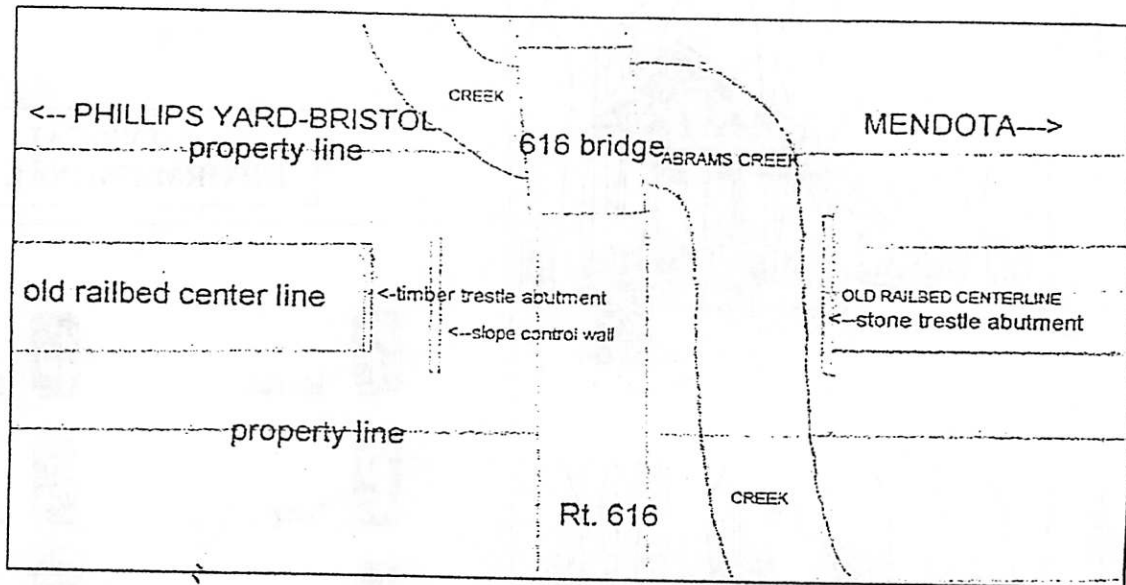 CREEK
<-- PHILLIPS YARD-BRISTOL
MENDOTA--->
property line
616 bridge
ABRAMS CREEK
old railbed center line
<-timber trestle abutment
OLD RAILBED CENTERLINE
<--slope control wall
<--stone trestle abutment
property line
CREEK
Rt. 616